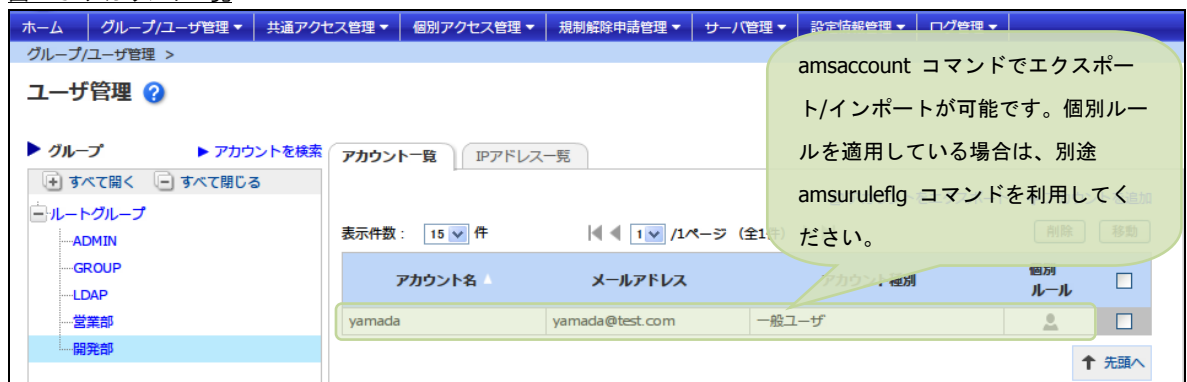 ホーム グループ/ユーザ管理▼ 共通アクセス管理▼ 個別アクセス管理▼ 規制解除申請管理▼ サーバ管理▼ 設定情報管理▼ ログ管理▼
グループ/ユーザ管理 >
ユーザ管理 ?
amsaccount コマンドでエクスポー
ト/インポートが可能です。個別ルー
ルを適用している場合は、別途
amsuruleflg コマンドを利用してく
ださい。
▶ グループ ▶ アカウントを検索
+ すべて開く − すべて閉じる
ルートグループ
ADMIN
GROUP
LDAP
営業部
開発部
アカウント一覧 IPアドレス一覧
表示件数: 15 件 1 /1ページ (全1件)
削除 移動
アカウント名 メールアドレス アカウント種別 個別
ルール
yamada yamada@test.com 一般ユーザ
↑ 先頭へ